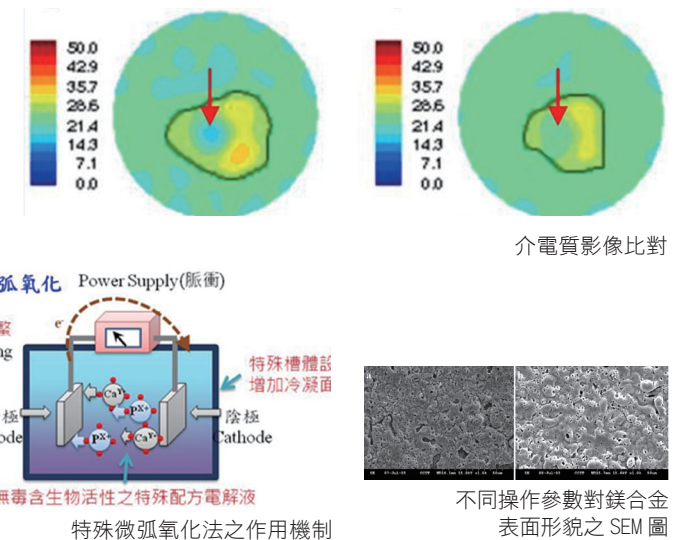 50.0
42.9
35.7
28.6
21.4
14.3
7.1
0.0
50.0
42.9
35.7
28.6
21.4
14.3
7.1
0.0
介電質影像比對
弧氧化 Power Supply(脈衝)
e-
ng
特殊槽體設
增加冷凝面
極
ode
Ca Y+
P X+
P X+
Ca Y+
陰極
Cathode
無毒含生物活性之特殊配方電解液
特殊微弧氧化法之作用機制
不同操作參數對鎂合金
表面形貌之 SEM 圖